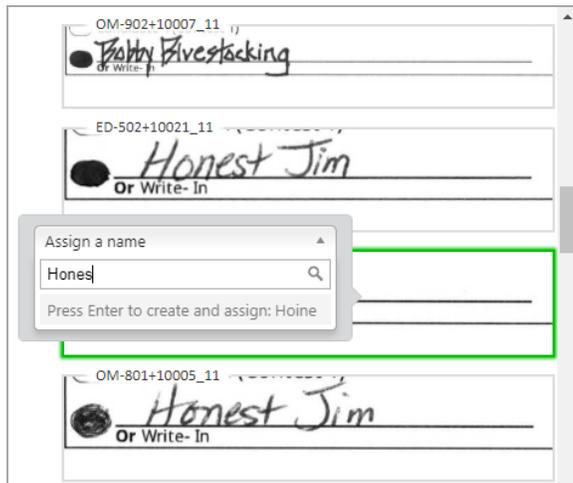 OM-902+10007_11
Bobby Blvestocking
Or Write- In
ED-502+10021_11
Honest Jim
Or Write- In
Assign a name
Hones
Press Enter to create and assign: Hoine
OM-801+10005_11
Honest Jim
Or Write- In